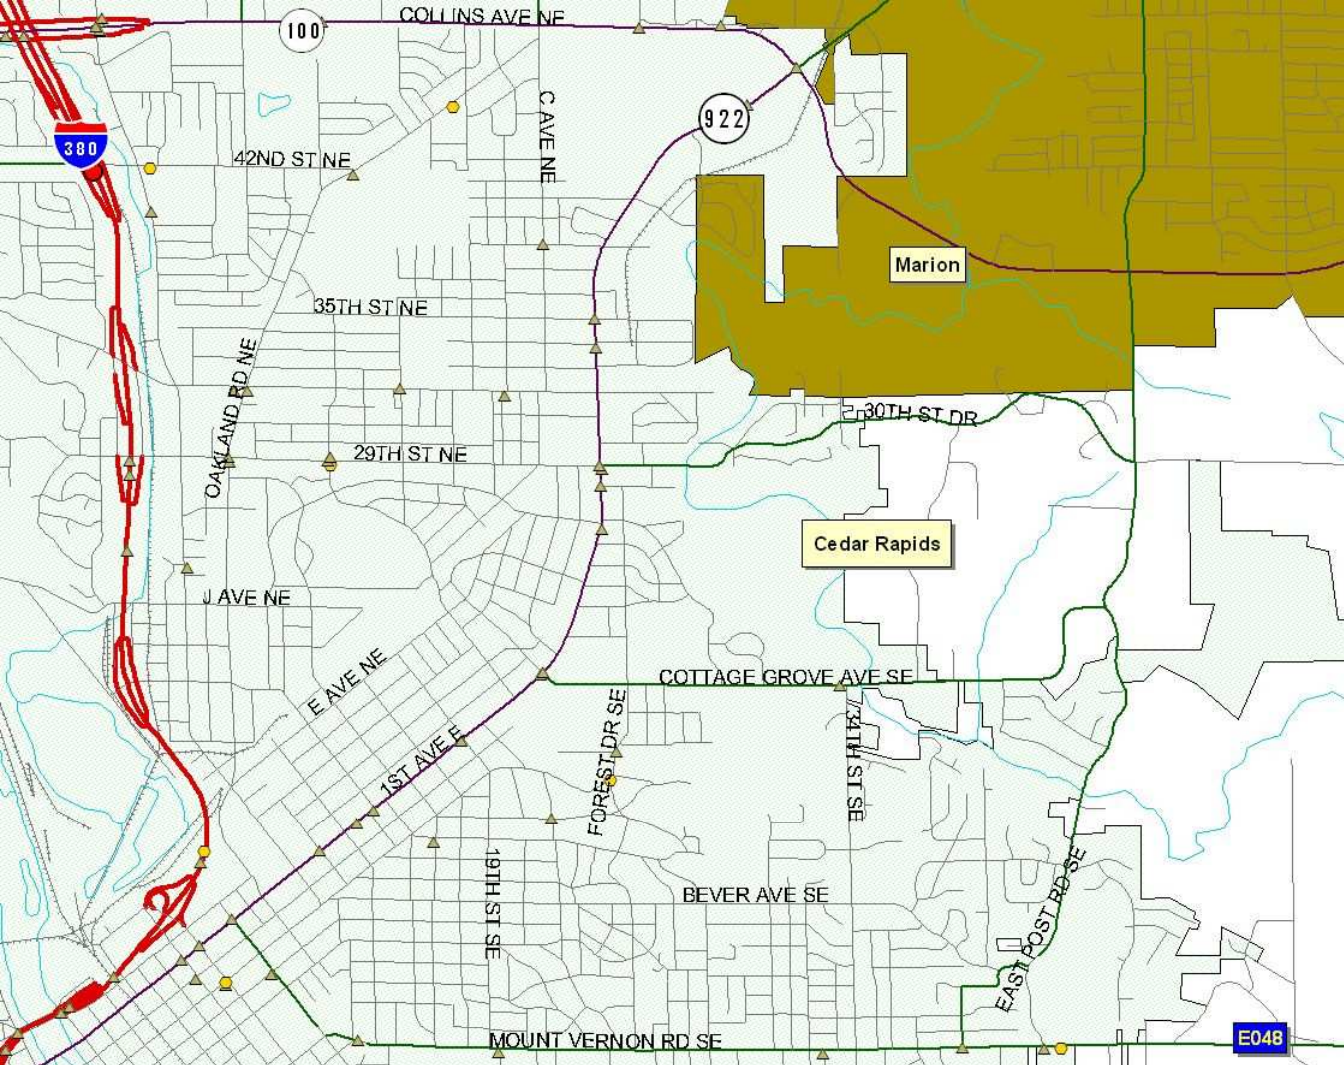 COLLINS AVE NE
100
922
C AVE NE
380
42ND ST NE
Marion
35TH ST NE
OAKLAND RD NE
30TH ST DR
29TH ST NE
Cedar Rapids
J AVE NE
E AVE NE
COTTAGE GROVE AVE SE
FOREST DR SE
34TH ST SE
1ST AVE E
19TH ST SE
BEVER AVE SE
EAST POST RD SE
MOUNT VERNON RD SE
E048